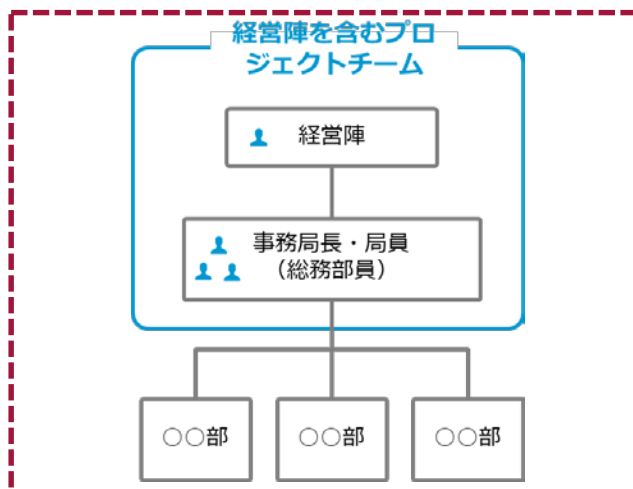 経営陣を含むプロ
ジェクトチーム
経営陣
事務局長・局員
（総務部員）
○○部
○○部
○○部